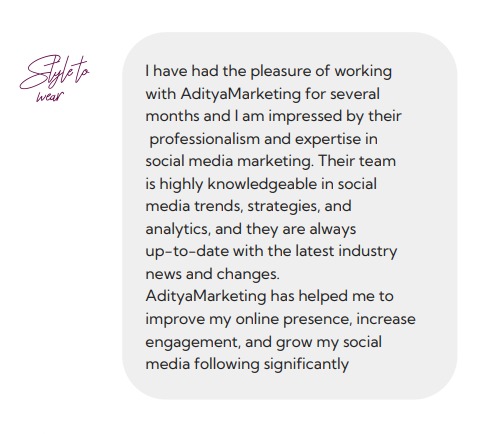 Style to
wear
I have had the pleasure of working
with AdityaMarketing for several
months and I am impressed by their
professionalism and expertise in
social media marketing. Their team
is highly knowledgeable in social
media trends, strategies, and
analytics, and they are always
up-to-date with the latest industry
news and changes.
AdityaMarketing has helped me to
improve my online presence, increase
engagement, and grow my social
media following significantly